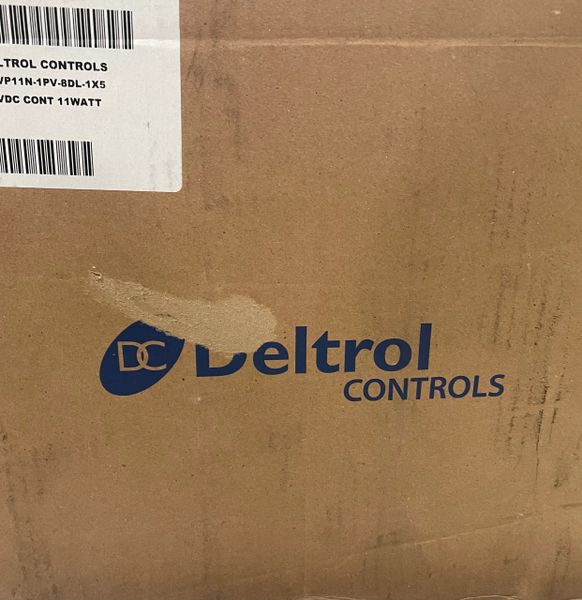 LTROL CONTROLS
VP11N-1PV-8DL-1X5
VDC CONT 11WATT
DC Deltrol
CONTROLS